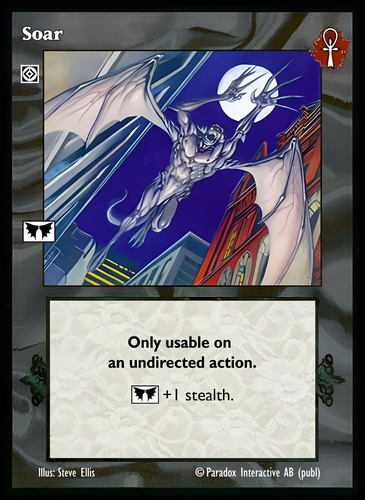 Soar
Only usable on
an undirected action.
+1 stealth.
Illus: Steve Ellis © Paradox Interactive AB (publ)